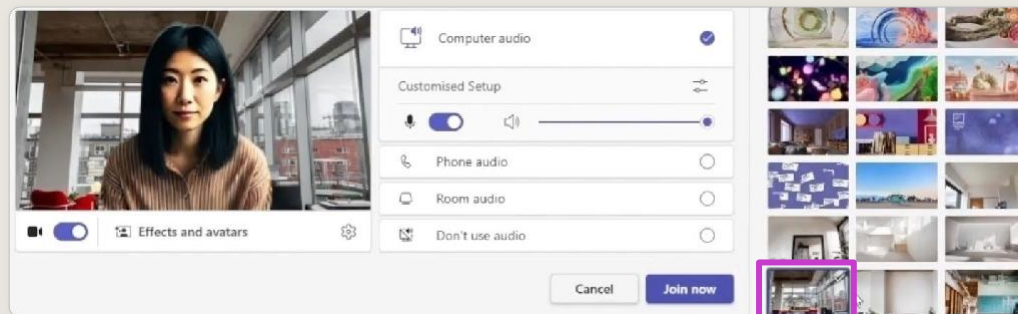 Computer audio
Customised Setup
Phone audio
Room audio
Don't use audio
Effects and avatars
Cancel
Join now